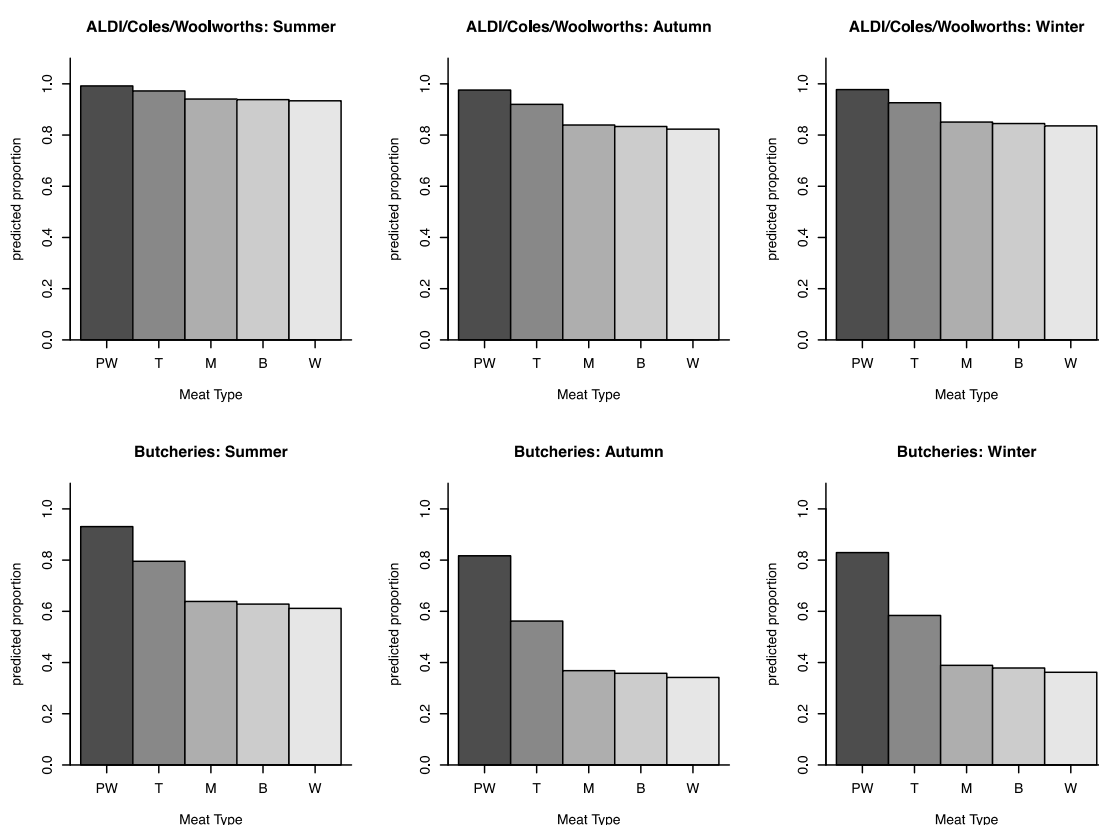 ALDI/Coles/Woolworths: Summer
predicted proportion
0.0 0.2 0.4 0.6 0.8 1.0
PW T M B W
Meat Type
ALDI/Coles/Woolworths: Autumn
predicted proportion
0.0 0.2 0.4 0.6 0.8 1.0
PW T M B W
Meat Type
ALDI/Coles/Woolworths: Winter
predicted proportion
0.0 0.2 0.4 0.6 0.8 1.0
PW T M B W
Meat Type
Butcheries: Summer
predicted proportion
0.0 0.2 0.4 0.6 0.8 1.0
PW T M B W
Meat Type
Butcheries: Autumn
predicted proportion
0.0 0.2 0.4 0.6 0.8 1.0
PW T M B W
Meat Type
Butcheries: Winter
predicted proportion
0.0 0.2 0.4 0.6 0.8 1.0
PW T M B W
Meat Type